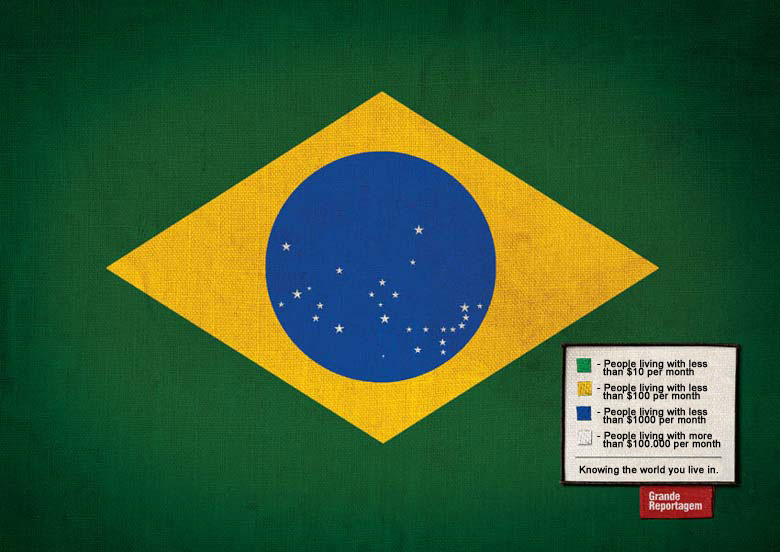 - People living with less
than $10 per month
- People living with less
than $100 per month
- People living with less
than $1000 per month
- People living with more
than $100.000 per month
Knowing the world you live in.
Grande
Reportagem